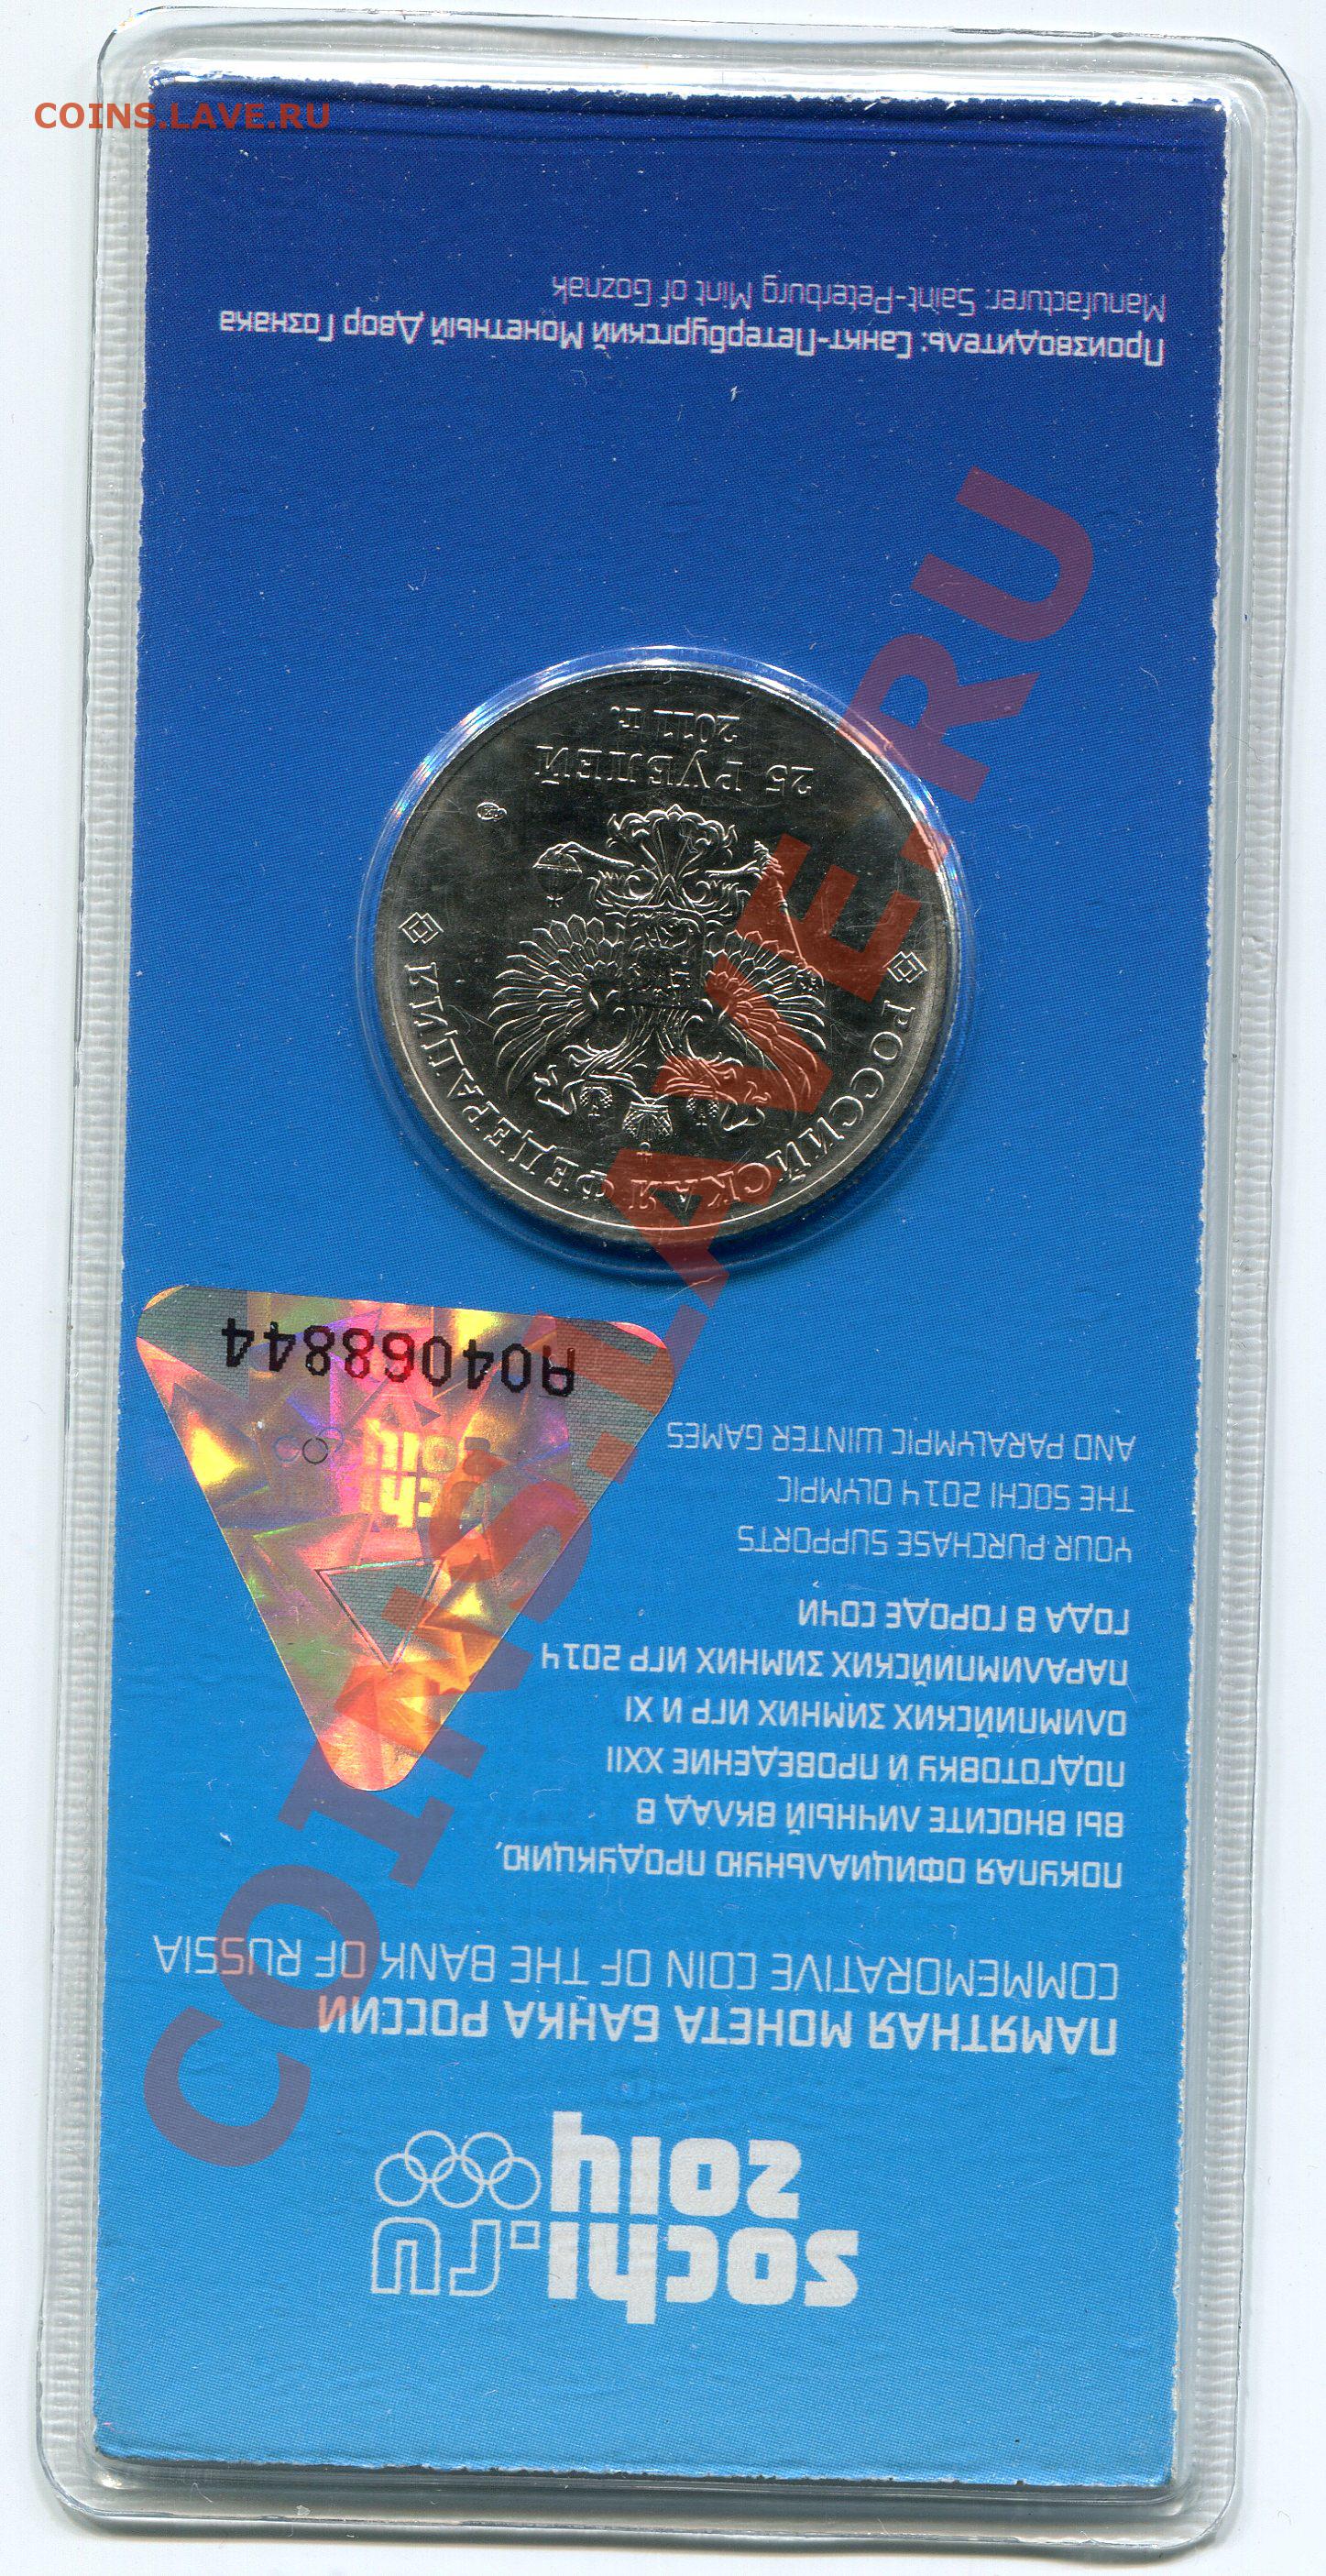 COINS.LAVE.RU
sochi.ru
2014
ПАМЯТНАЯ МОНЕТА БАНКА РОССИИ
COMMEMORATIVE COIN OF THE BANK OF RUSSIA
ПОКУПАЯ ОФИЦИАЛЬНУЮ ПРОДУКЦИЮ,
ВЫ ВНОСИТЕ ЛИЧНЫЙ ВКЛАД В
ПОДГОТОВКУ И ПРОВЕДЕНИЕ XXII
ОЛИМПИЙСКИХ ЗИМНИХ ИГР И XI
ПАРАЛИМПИЙСКИХ ЗИМНИХ ИГР 2014
ГОДА В ГОРОДЕ СОЧИ
YOUR PURCHASE SUPPORTS
THE SOCHI 2014 OLYMPIC
AND PARALYMPIC WINTER GAMES
sochi
2014
A04068844
РОССИЙСКАЯ ФЕДЕРАЦИЯ
25 РУБЛЕЙ
2011 г.
Производитель: Санкт-Петербургский Монетный Двор Гознака
Manufacturer: Saint-Peterburg Mint of Goznak
COINS.LAVE.RU